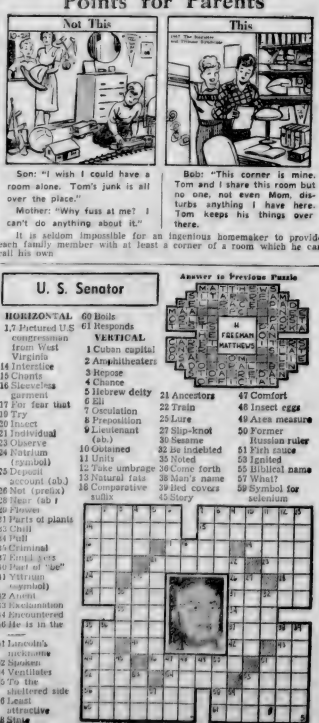 Points for Parents
Not This
This
Son: "I wish I could have a
room alone. Tom's junk is all
over the place."
Mother: "Why fuss at me? I
can't do anything about it."
Bob: "This corner is mine.
Tom and I share this room but
no one, not even Mom, dis-
turbs anything I have here.
Tom keeps his things over
there.
It is seldom impossible for an ingenious homemaker to provide
each family member with at least a corner of a room which he can
call his own
U. S. Senator
Answer to Previous Puzzle
H
FREEMAN
MATTHEWS
HORIZONTAL
1,7 Pictured U.S
congressman
from West
Virginia
14 Interstice
15 Chants
16 Sleeveless
garment
17 For fear that
19 Try
20 Insect
21 Individual
23 Observe
24 Natrium
(symbol)
25 Deposit
account (ab.)
26 Not (prefix)
28 Near (ab.)
29 Flower
31 Parts of plants
33 Chill
34 Pull
35 Criminal
37 Employers
40 Part of "be"
41 Yttrium
(symbol)
42 Anent
43 Exclamation
44 Encountered
46 He is in the
51 Lincoln's
nickname
52 Spoken
54 Ventilates
55 To the
sheltered side
56 Least
attractive
58 State
60 Boils
61 Responds
VERTICAL
1 Cuban capital
2 Amphitheaters
3 Repose
4 Chance
5 Hebrew deity
6 Eli
7 Osculation
8 Preposition
9 Lieutenant
(ab.)
10 Obtained
11 Units
12 Take umbrage
13 Natural fats
18 Comparative
suffix
21 Ancestors
22 Train
25 Lure
27 Slip-knot
30 Sesame
32 Be indebted
35 Noted
36 Come forth
38 Man's name
39 Bed covers
45 Story
47 Comfort
48 Insect eggs
49 Area measure
50 Former
Russian ruler
51 Fish sauce
53 Ignited
55 Biblical name
57 What?
59 Symbol for
selenium